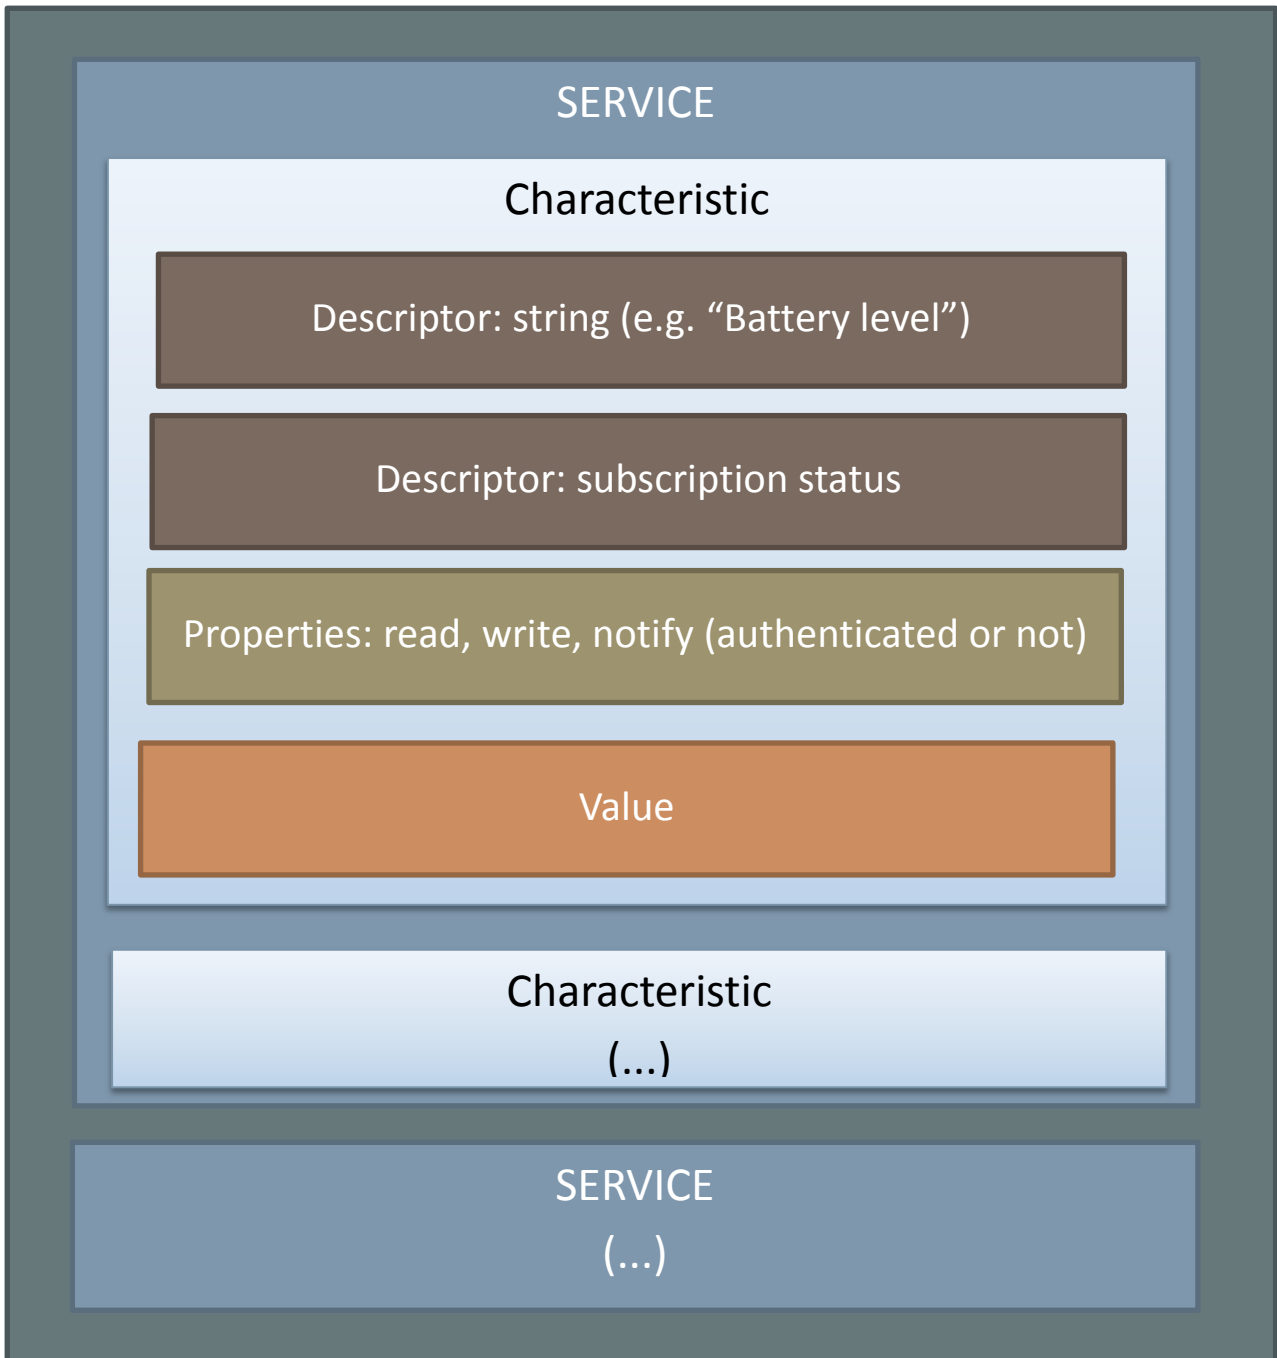 SERVICE
Characteristic
Descriptor: string (e.g. “Battery level”)
Descriptor: subscription status
Properties: read, write, notify (authenticated or not)
Value
Characteristic
(...)
SERVICE
(...)